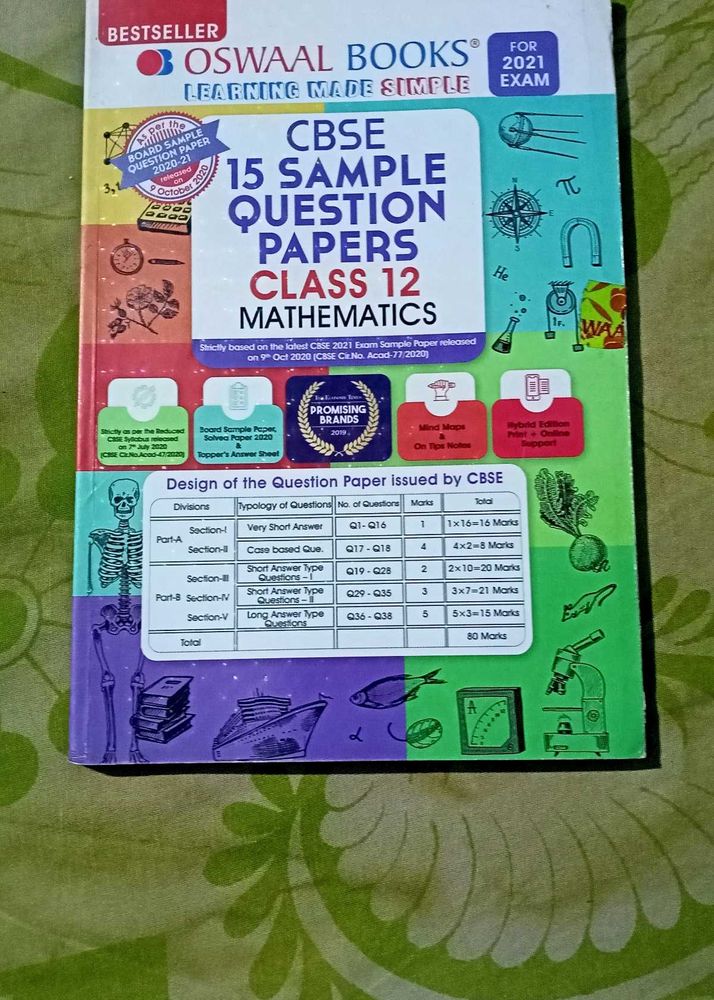 BESTSELLER
OSWAAL BOOKS®
LEARNING MADE SIMPLE
FOR
2021
EXAM
As per the
BOARD SAMPLE
QUESTION PAPER
2020-21
released
on
9 October 2020
CBSE
15 SAMPLE
QUESTION
PAPERS
CLASS 12
MATHEMATICS
Strictly based on the latest CBSE 2021 Exam Sample Paper released
on 9th Oct 2020 (CBSE Cir.No. Acad-77/2020)
π
N
E
S
He
WAA
Strictly as per the Reduced
CBSE Syllabus released
on 7th July 2020
(CBSE Cir.No.Acad-47/2020)
Board Sample Paper,
Solved Paper 2020
&
Topper's Answer Sheet
The Economic Times
PROMISING
BRANDS
2019
Mind Maps
&
On Tips Notes
Hybrid Edition
Print + Online
Support
Design of the Question Paper issued by CBSE
Divisions Typology of Questions No. of Questions Marks Total
Part-A Section-I Very Short Answer Q1- Q16 1 1×16=16 Marks
Section-II Case based Que. Q17 - Q18 4 4×2=8 Marks
Part-B Section-III Short Answer Type Questions – I Q19 - Q28 2 2×10=20 Marks
Section-IV Short Answer Type Questions – II Q29 - Q35 3 3×7=21 Marks
Section-V Long Answer Type Questions Q36 - Q38 5 5×3=15 Marks
Total 80 Marks
α
A